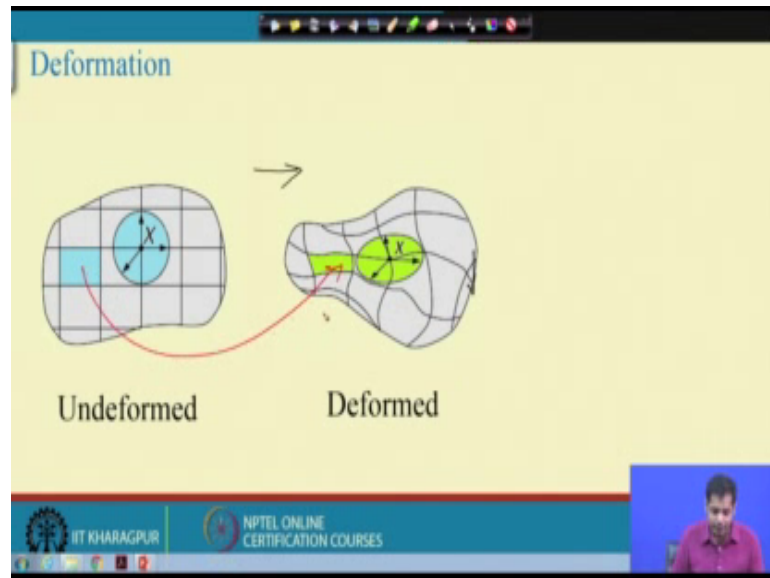 Deformation
X
X
Undeformed
Deformed
IIT KHARAGPUR
NPTEL ONLINE
CERTIFICATION COURSES